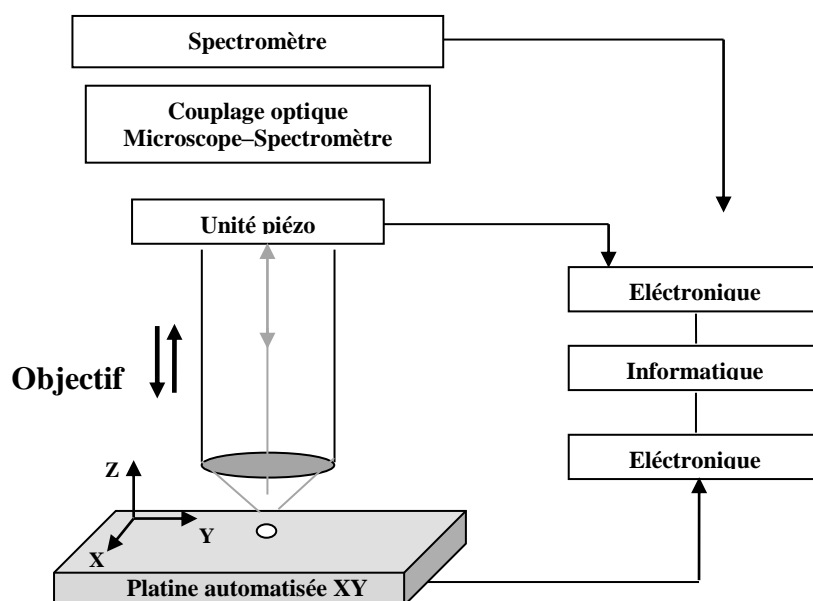 Spectromètre
Couplage optique
Microscope–Spectromètre
Unité piézo
Eléctronique
Objectif
Informatique
Eléctronique
Z
Y
X
Platine automatisée XY